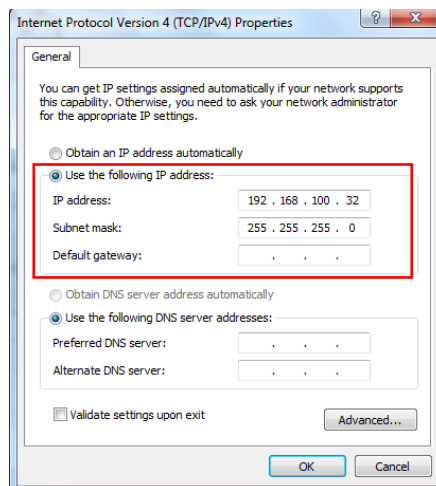 Internet Protocol Version 4 (TCP/IPv4) Properties
General
You can get IP settings assigned automatically if your network supports
this capability. Otherwise, you need to ask your network administrator
for the appropriate IP settings.
Obtain an IP address automatically
Use the following IP address:
IP address: 192 . 168 . 100 . 32
Subnet mask: 255 . 255 . 255 . 0
Default gateway: . . .
Obtain DNS server address automatically
Use the following DNS server addresses:
Preferred DNS server: . . .
Alternate DNS server: . . .
Validate settings upon exit
Advanced...
OK Cancel